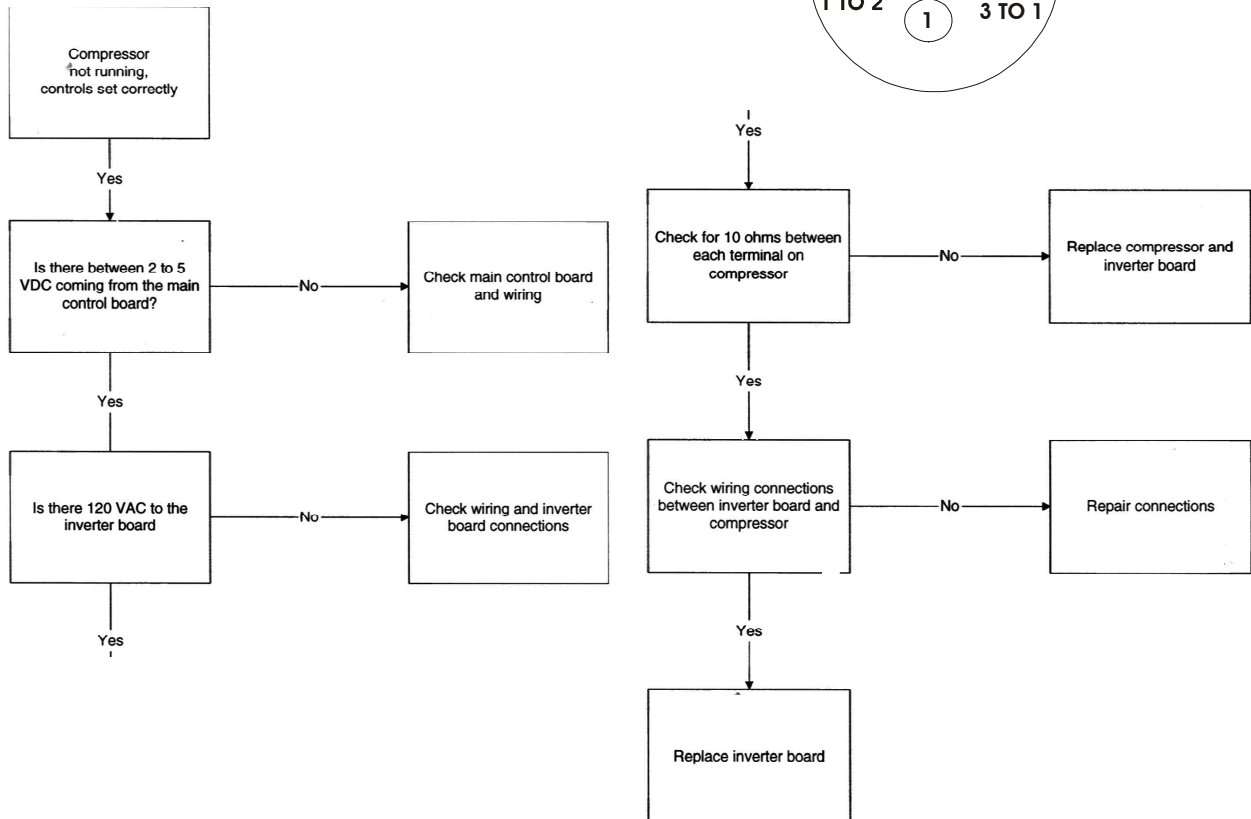 1 TO 2
1
3 TO 1
Compressor
not running,
controls set correctly
Yes
Is there between 2 to 5
VDC coming from the main
control board?
No
Check main control board
and wiring
Yes
Is there 120 VAC to the
inverter board
No
Check wiring and inverter
board connections
Yes
Yes
Check for 10 ohms between
each terminal on
compressor
No
Replace compressor and
inverter board
Yes
Check wiring connections
between inverter board and
compressor
No
Repair connections
Yes
Replace inverter board